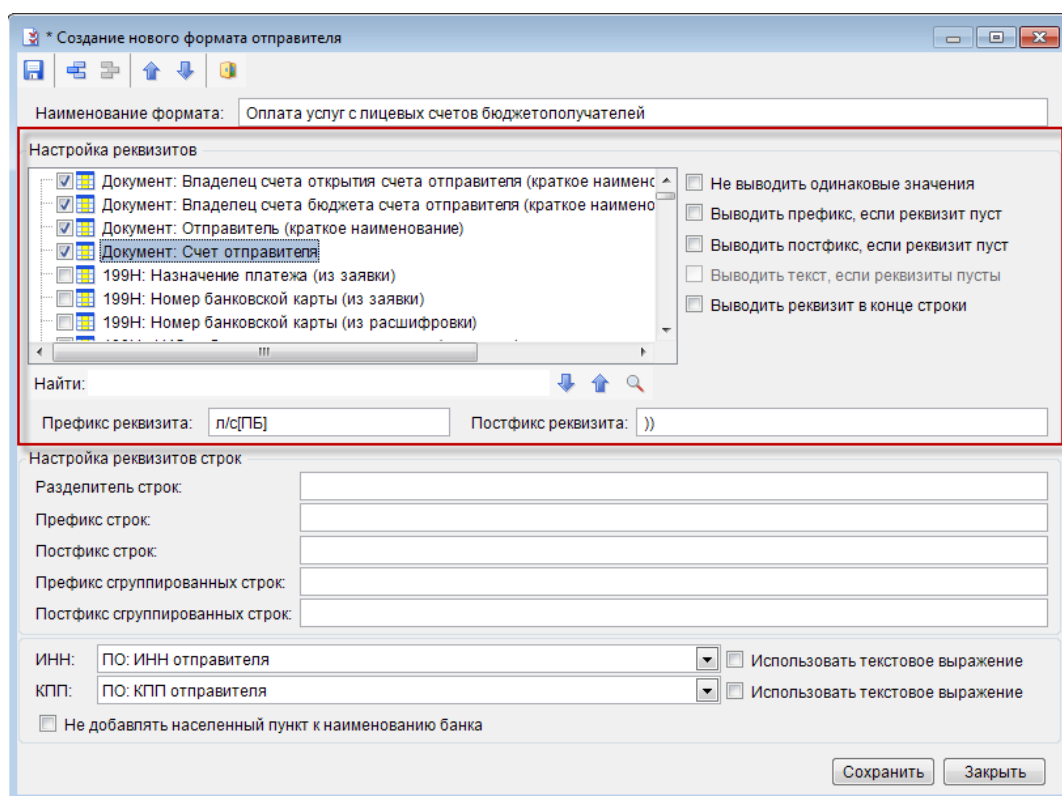 * Создание нового формата отправителя
Наименование формата: Оплата услуг с лицевых счетов бюджетополучателей
Настройка реквизитов
Документ: Владелец счета открытия счета отправителя (краткое наименс
Документ: Владелец счета бюджета счета отправителя (краткое наимено
Документ: Отправитель (краткое наименование)
Документ: Счет отправителя
199Н: Назначение платежа (из заявки)
199Н: Номер банковской карты (из заявки)
199Н: Номер банковской карты (из расшифровки)
Не выводить одинаковые значения
Выводить префикс, если реквизит пуст
Выводить постфикс, если реквизит пуст
Выводить текст, если реквизиты пусты
Выводить реквизит в конце строки
Найти:
Префикс реквизита: л/с[ПБ] Постфикс реквизита: ))
Настройка реквизитов строк
Разделитель строк:
Префикс строк:
Постфикс строк:
Префикс сгруппированных строк:
Постфикс сгруппированных строк:
ИНН: ПО: ИНН отправителя Использовать текстовое выражение
КПП: ПО: КПП отправителя Использовать текстовое выражение
Не добавлять населенный пункт к наименованию банка
Сохранить Закрыть